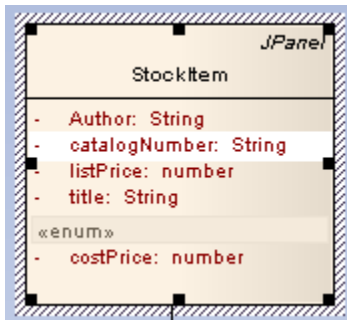 JPanel
StockItem
- Author: String
- catalogNumber: String
- listPrice: number
- title: String
«enum»
- costPrice: number